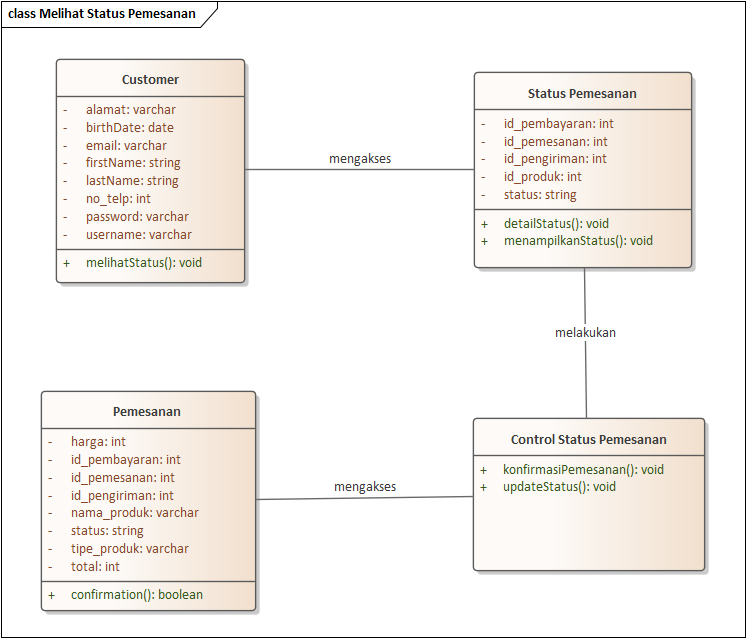 class Melihat Status Pemesanan
Customer
- alamat: varchar
- birthDate: date
- email: varchar
- firstName: string
- lastName: string
- no_telp: int
- password: varchar
- username: varchar
+ melihatStatus(): void
mengakses
Status Pemesanan
- id_pembayaran: int
- id_pemesanan: int
- id_pengiriman: int
- id_produk: int
- status: string
+ detailStatus(): void
+ menampilkanStatus(): void
melakukan
Pemesanan
- harga: int
- id_pembayaran: int
- id_pemesanan: int
- id_pengiriman: int
- nama_produk: varchar
- status: string
- tipe_produk: varchar
- total: int
+ confirmation(): boolean
mengakses
Control Status Pemesanan
+ konfirmasiPemesanan(): void
+ updateStatus(): void